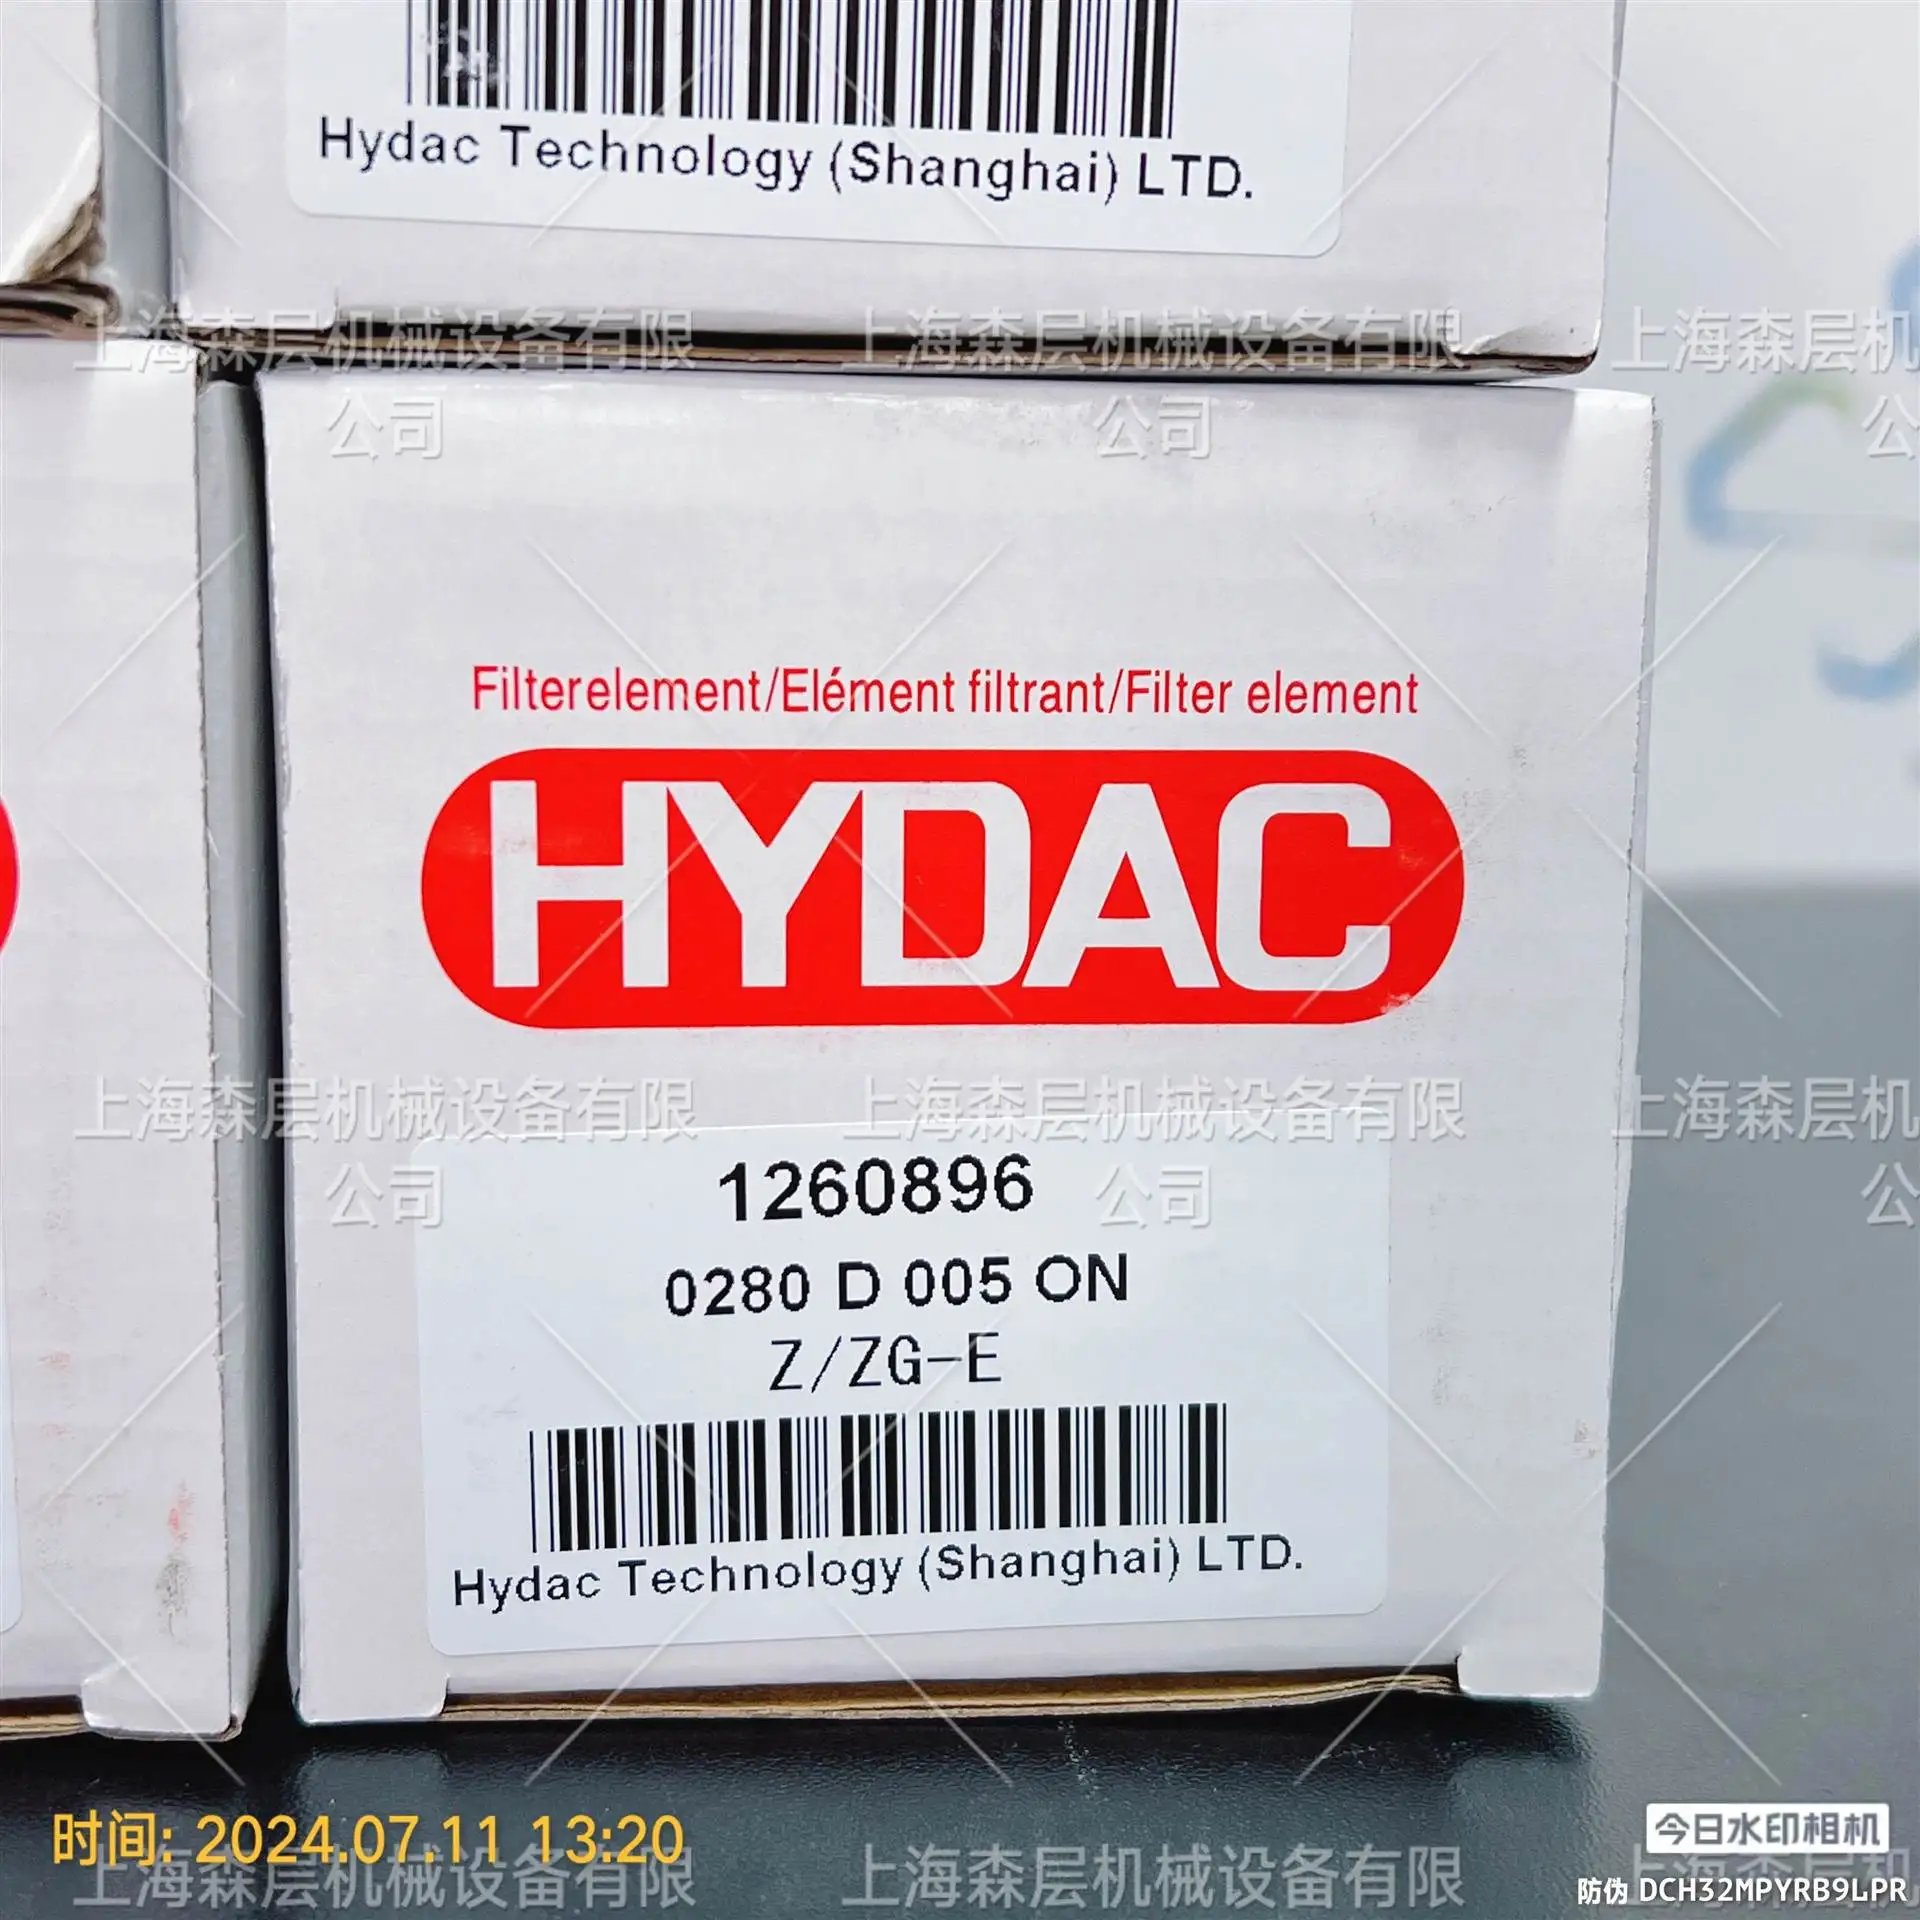 Hydac Technology (Shanghai) LTD.
上海森层机械设备有限
公司
上海森层机械设备有限
公司
上海森层机
公
Filterelement/Elément filtrant/Filter element
HYDAC
上海森层机械设备有限
公司
上海森层机械设备有限
公司
上海森层机
公
1260896
0280 D 005 ON
Z/ZG-E
Hydac Technology (Shanghai) LTD.
时间: 2024.07.11 13:20
今日水印相机
上海森层机械设备有限
上海森层机械设备有限
防伪 DCH32MPYRB9LPR